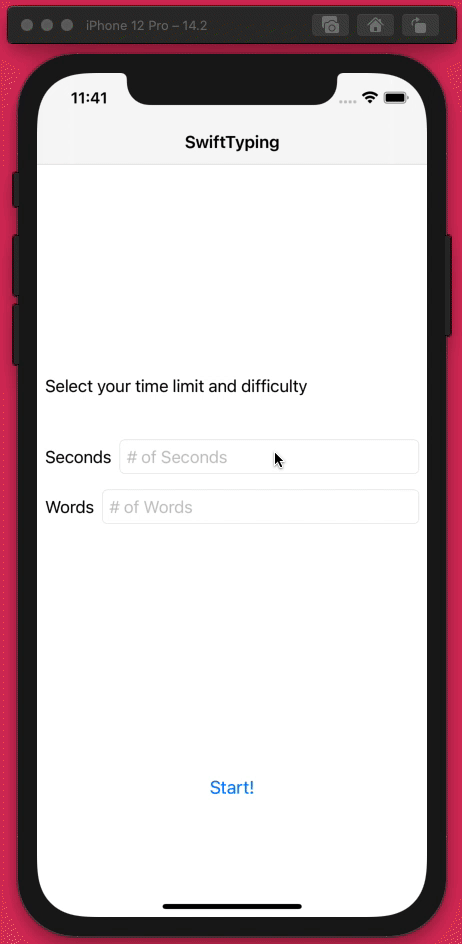 iPhone 12 Pro – 14.2
11:41
SwiftTyping
Select your time limit and difficulty
Seconds # of Seconds
Words # of Words
Start!